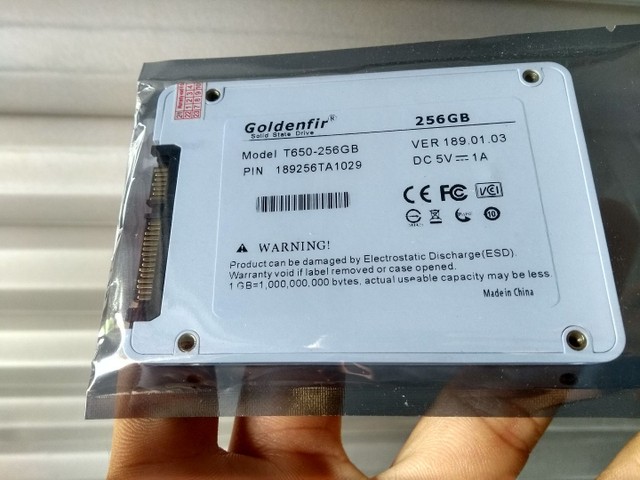 Goldenfir®
Solid State Drive
256GB
Model T650-256GB
VER 189.01.03
PIN 189256TA1029
DC 5V⎓1A
CE FC VCI
10
WARNING!
Product can be damaged by Electrostatic Discharge(ESD).
Warranty void if label removed or case opened.
1 GB=1,000,000,000 bytes, actual useable capacity may be less.
Made in China